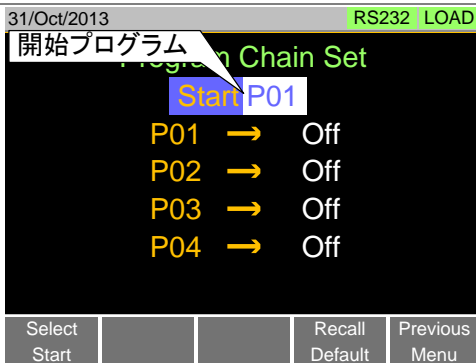 31/Oct/2013 RS232 LOAD
開始プログラム
Program Chain Set
Start P01
P01 → Off
P02 → Off
P03 → Off
P04 → Off
Select Start
Recall Default
Previous Menu